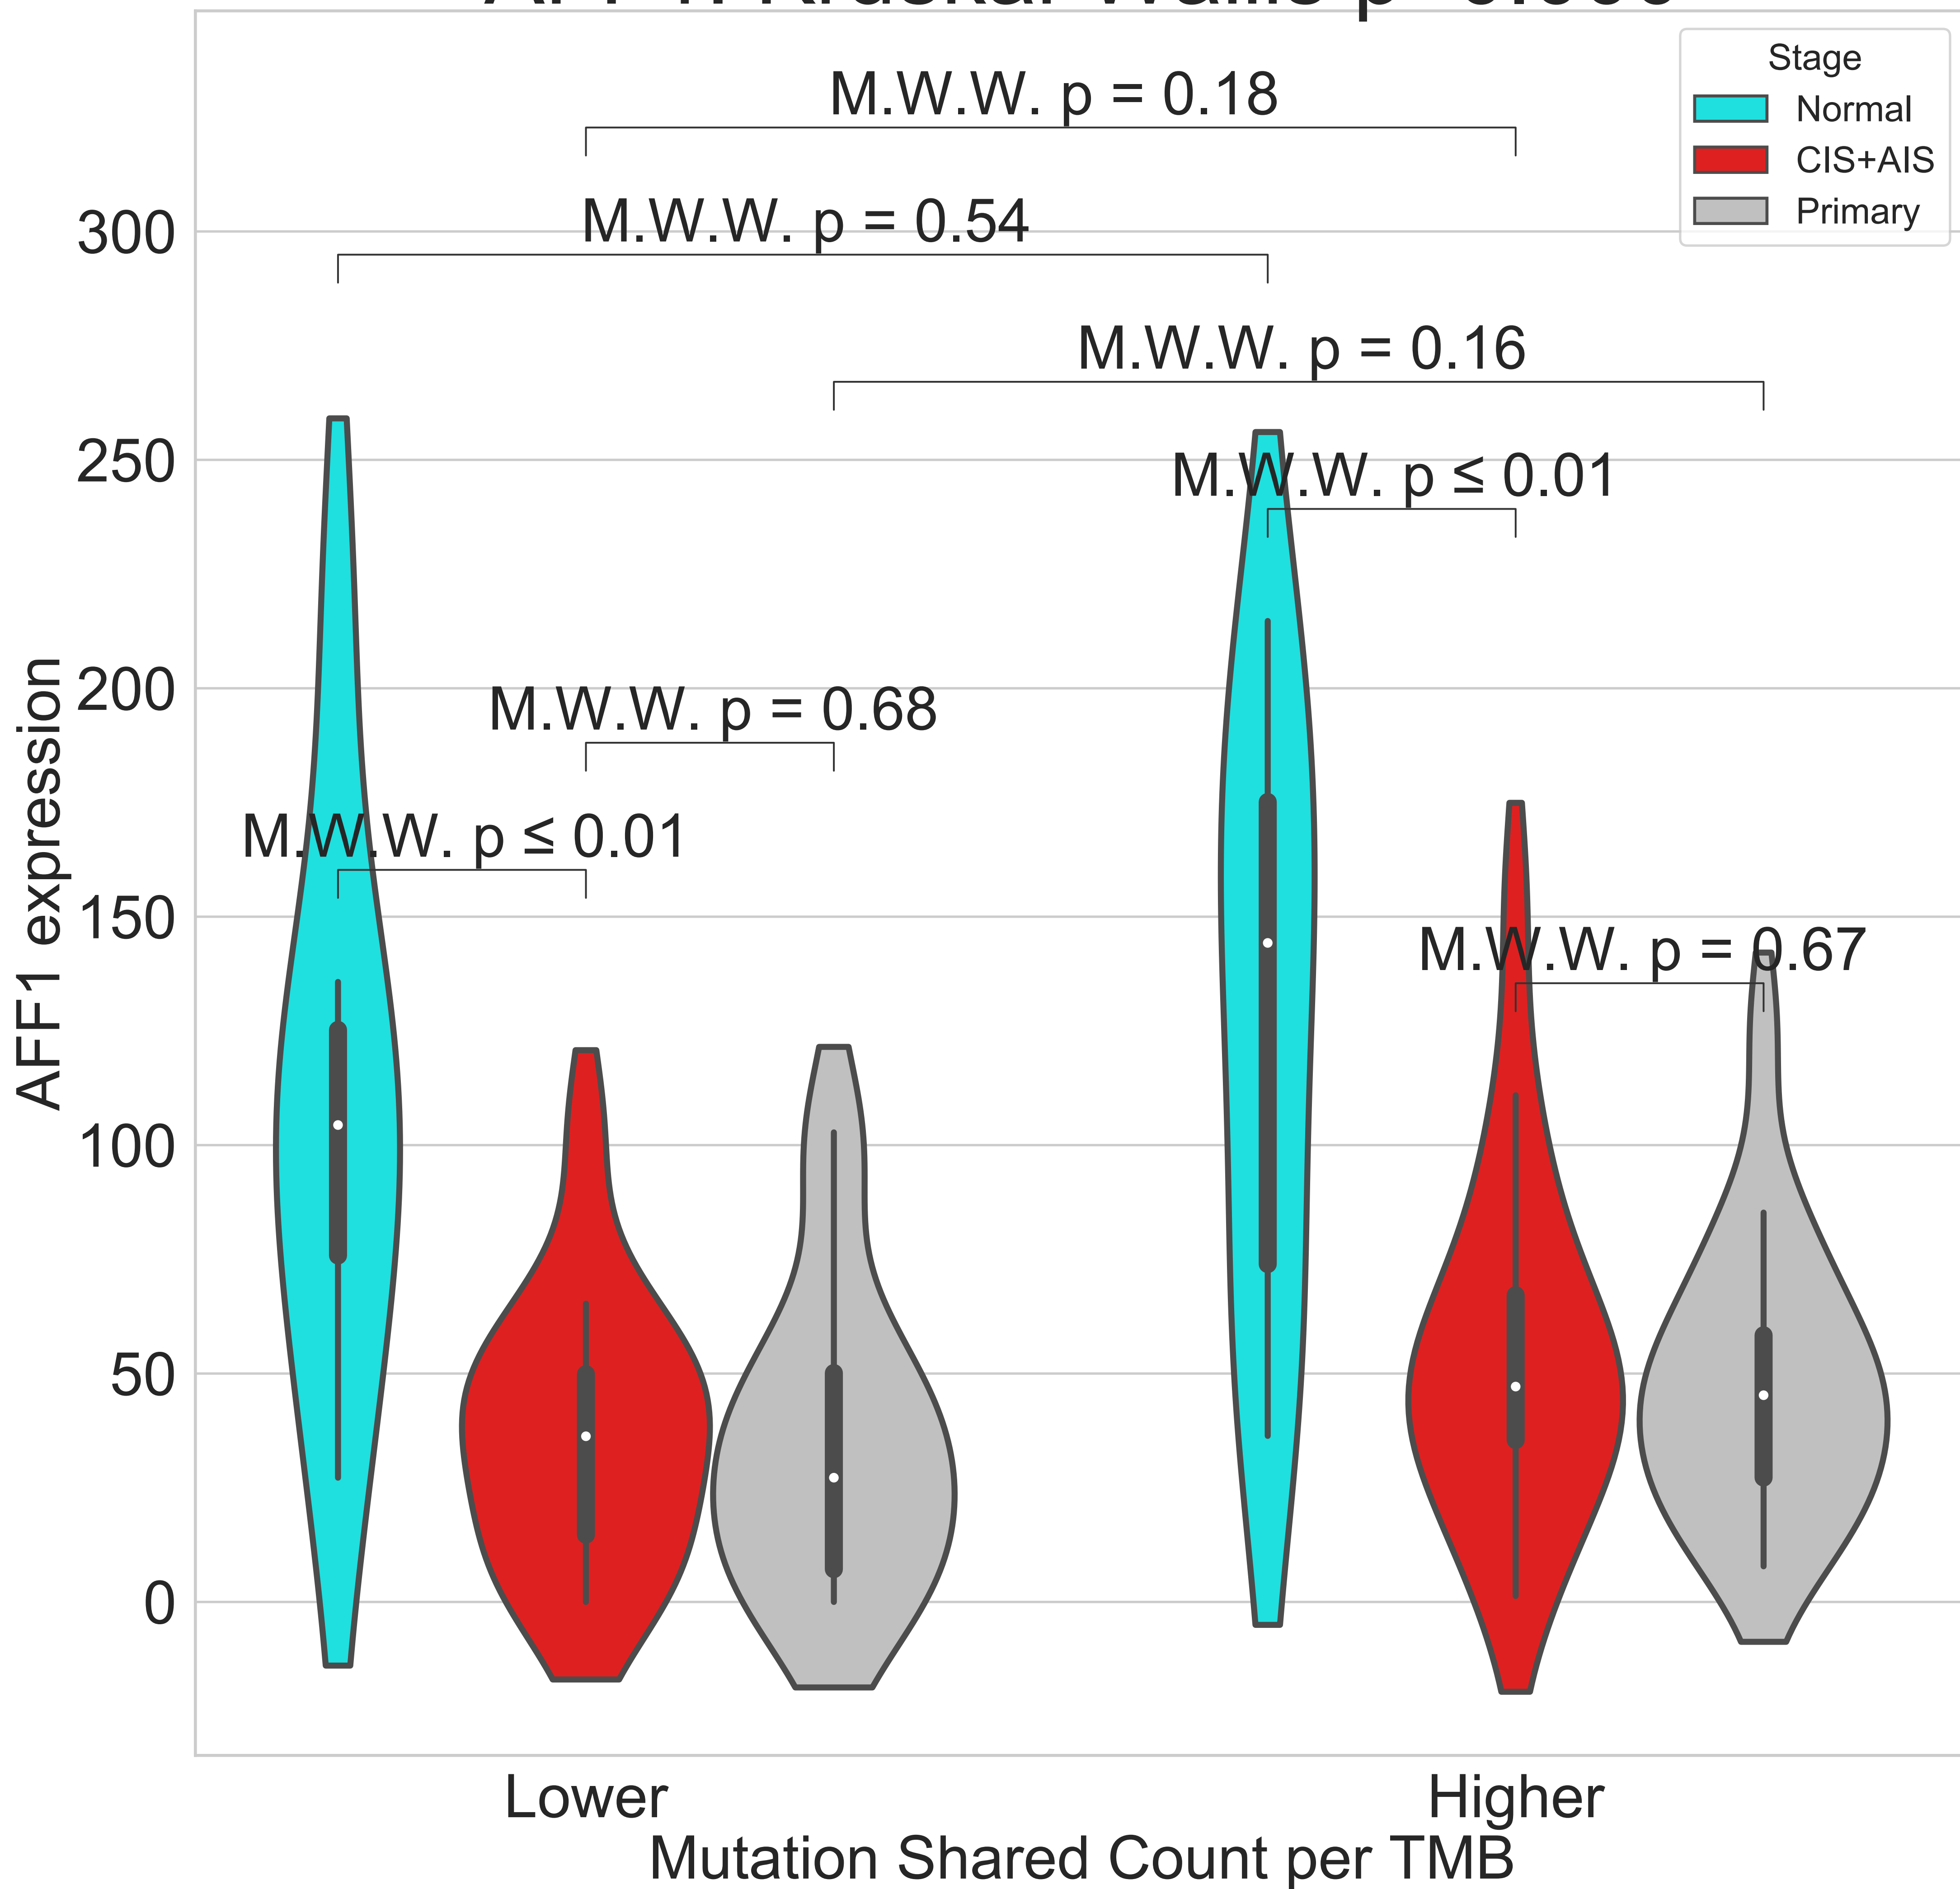 Stage
Normal
CIS+AIS
Primary
M.W.W. p = 0.18
M.W.W. p = 0.54
M.W.W. p = 0.16
M.W.W. p ≤ 0.01
M.W.W. p = 0.68
M.W.W. p ≤ 0.01
M.W.W. p = 0.67
300
250
200
150
100
50
0
AFF1 expression
Lower
Higher
Mutation Shared Count per TMB